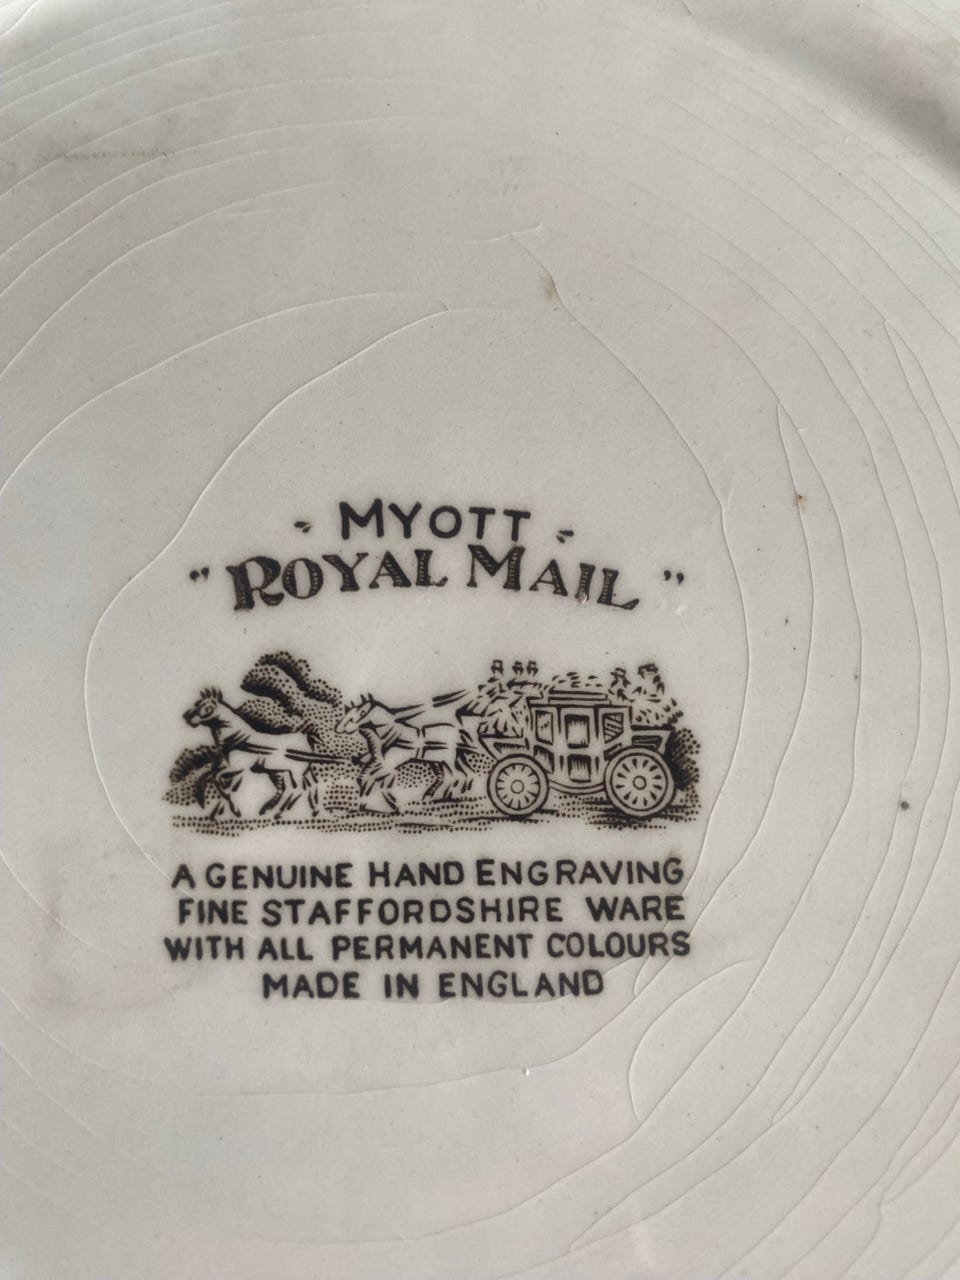 MYOTT
"ROYAL MAIL"
A GENUINE HAND ENGRAVING
FINE STAFFORDSHIRE WARE
WITH ALL PERMANENT COLOURS
MADE IN ENGLAND